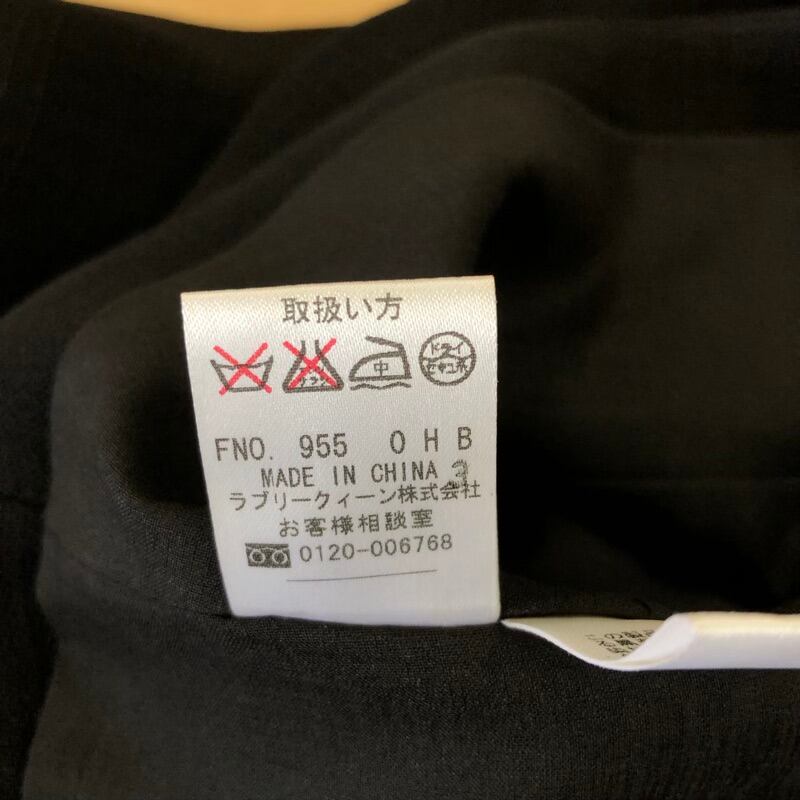 取扱い方
中 ドライ セキユ系
FNO. 955 O H B
MADE IN CHINA 3
ラブリークィーン株式会社
お客様相談室
0120-006768